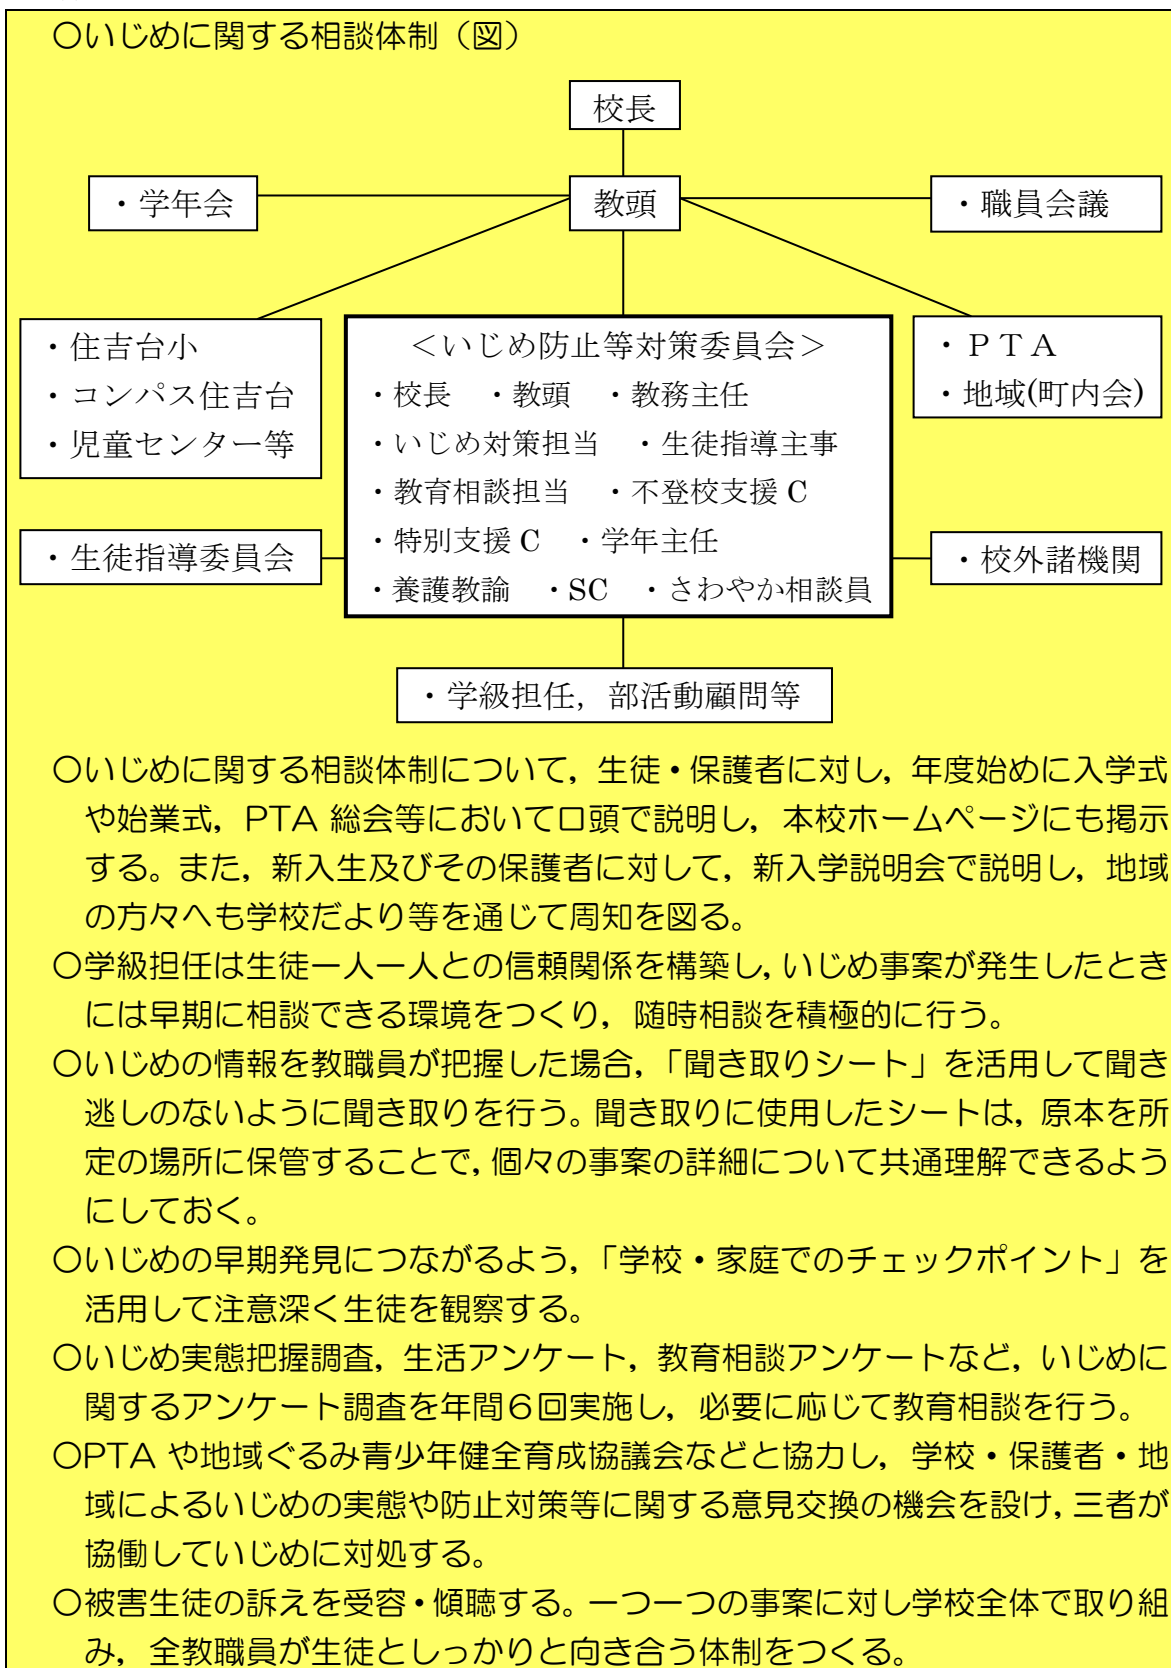 〇いじめに関する相談体制（図）
校長
・学年会
教頭
・職員会議
・住吉台小
・コンパス住吉台
・児童センター等
＜いじめ防止等対策委員会＞
・校長　・教頭　・教務主任
・いじめ対策担当　・生徒指導主事
・教育相談担当　・不登校支援 C
・特別支援 C　・学年主任
・養護教諭　・SC　・さわやか相談員
・ＰＴＡ
・地域(町内会)
・生徒指導委員会
・校外諸機関
・学級担任，部活動顧問等
〇いじめに関する相談体制について，生徒・保護者に対し，年度始めに入学式
や始業式，PTA 総会等において口頭で説明し，本校ホームページにも掲示
する。また，新入生及びその保護者に対して，新入学説明会で説明し，地域
の方々へも学校だより等を通じて周知を図る。
〇学級担任は生徒一人一人との信頼関係を構築し，いじめ事案が発生したとき
には早期に相談できる環境をつくり，随時相談を積極的に行う。
〇いじめの情報を教職員が把握した場合，「聞き取りシート」を活用して聞き
逃しのないように聞き取りを行う。聞き取りに使用したシートは，原本を所
定の場所に保管することで，個々の事案の詳細について共通理解できるよう
にしておく。
〇いじめの早期発見につながるよう，「学校・家庭でのチェックポイント」を
活用して注意深く生徒を観察する。
〇いじめ実態把握調査，生活アンケート，教育相談アンケートなど，いじめに
関するアンケート調査を年間６回実施し，必要に応じて教育相談を行う。
〇PTA や地域ぐるみ青少年健全育成協議会などと協力し，学校・保護者・地
域によるいじめの実態や防止対策等に関する意見交換の機会を設け，三者が
協働していじめに対処する。
〇被害生徒の訴えを受容・傾聴する。一つ一つの事案に対し学校全体で取り組
み，全教職員が生徒としっかりと向き合う体制をつくる。